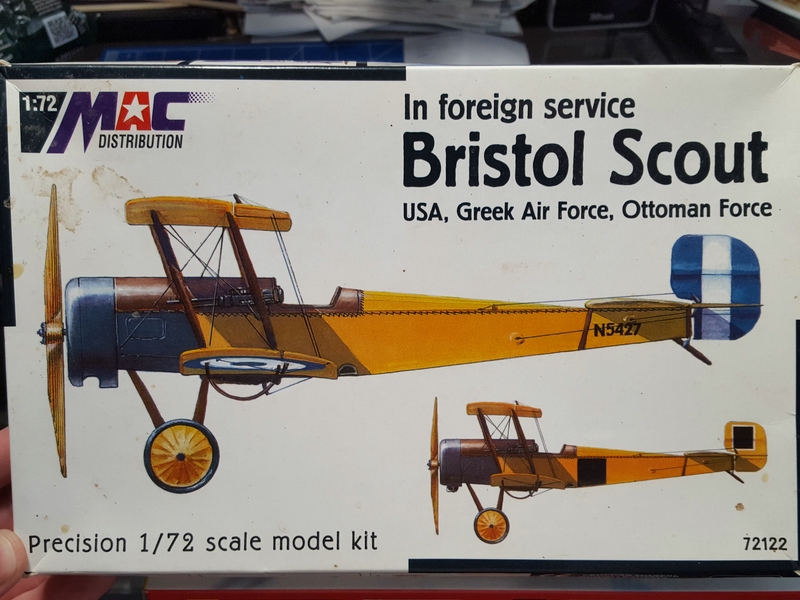 1:72
MAC
DISTRIBUTION
In foreign service
Bristol Scout
USA, Greek Air Force, Ottoman Force
N5427
Precision 1/72 scale model kit
72122